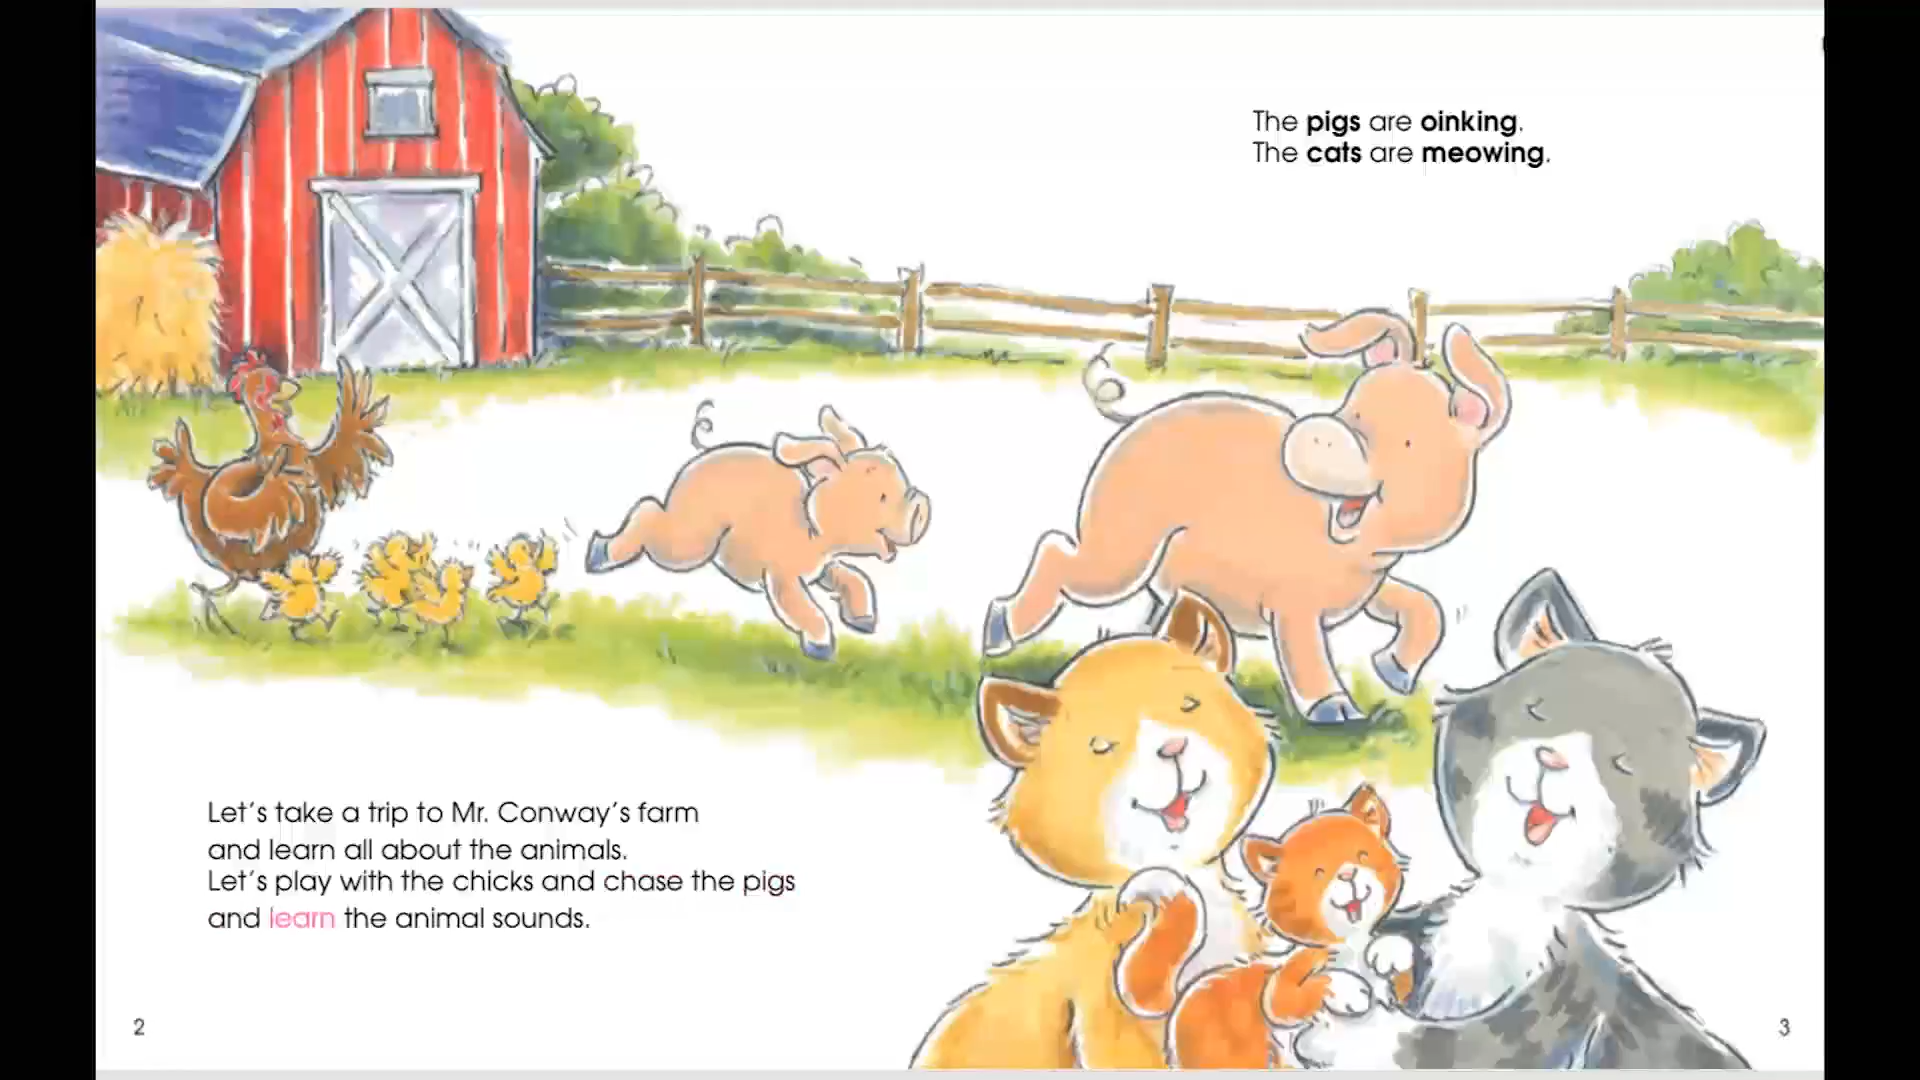 Let's take a trip to Mr. Conway's farm
and learn all about the animals.
Let's play with the chicks and chase the pigs
and learn the animal sounds.
2
The pigs are oinking.
The cats are meowing.
3